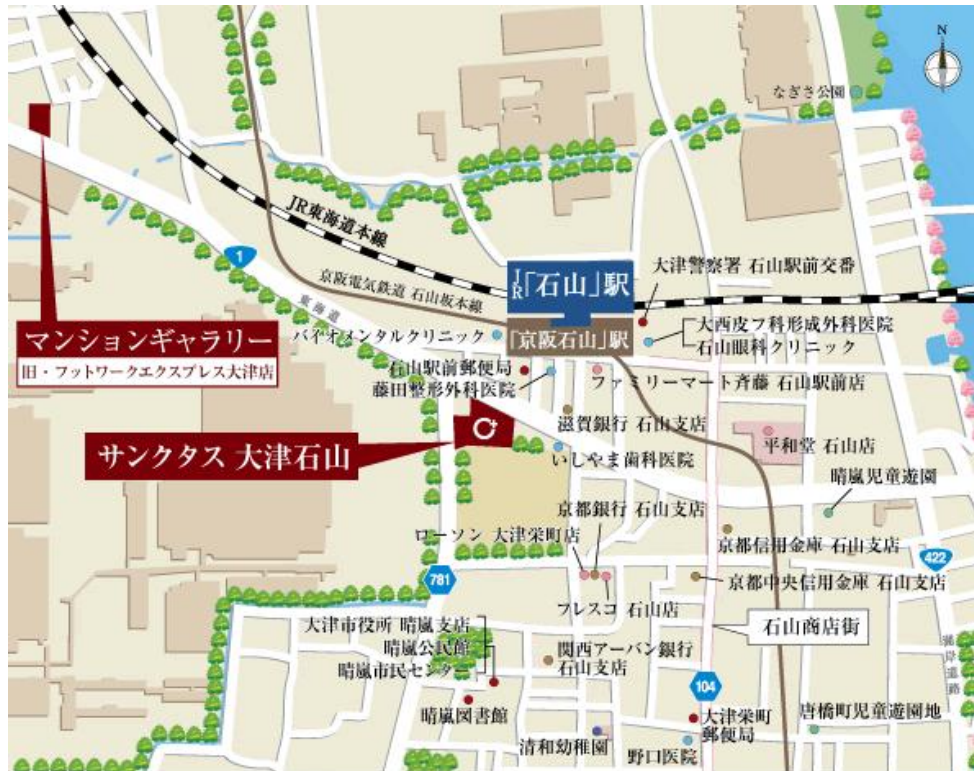 N
なぎさ公園
JR東海道本線
1
京阪電気鉄道 石山坂本線
東海道
JR「石山」駅
「京阪石山」駅
大津警察署 石山駅前交番
大西皮フ科形成外科医院
石山眼科クリニック
マンションギャラリー
旧・フットワークエクスプレス大津店
バイオメンタルクリニック
石山駅前郵便局
藤田整形外科医院
ファミリーマート斉藤 石山駅前店
滋賀銀行 石山支店
平和堂 石山店
サンクタス 大津石山
いしやま歯科医院
晴嵐児童遊園
京都銀行 石山支店
ローソン 大津栄町店
京都信用金庫 石山支店
422
781
京都中央信用金庫 石山支店
フレスコ 石山店
石山商店街
大津市役所 晴嵐支店
晴嵐公民館
晴嵐市民センター
関西アーバン銀行
石山支店
湖岸道路
104
晴嵐図書館
大津栄町
郵便局
唐橋町児童遊園地
清和幼稚園
野口医院